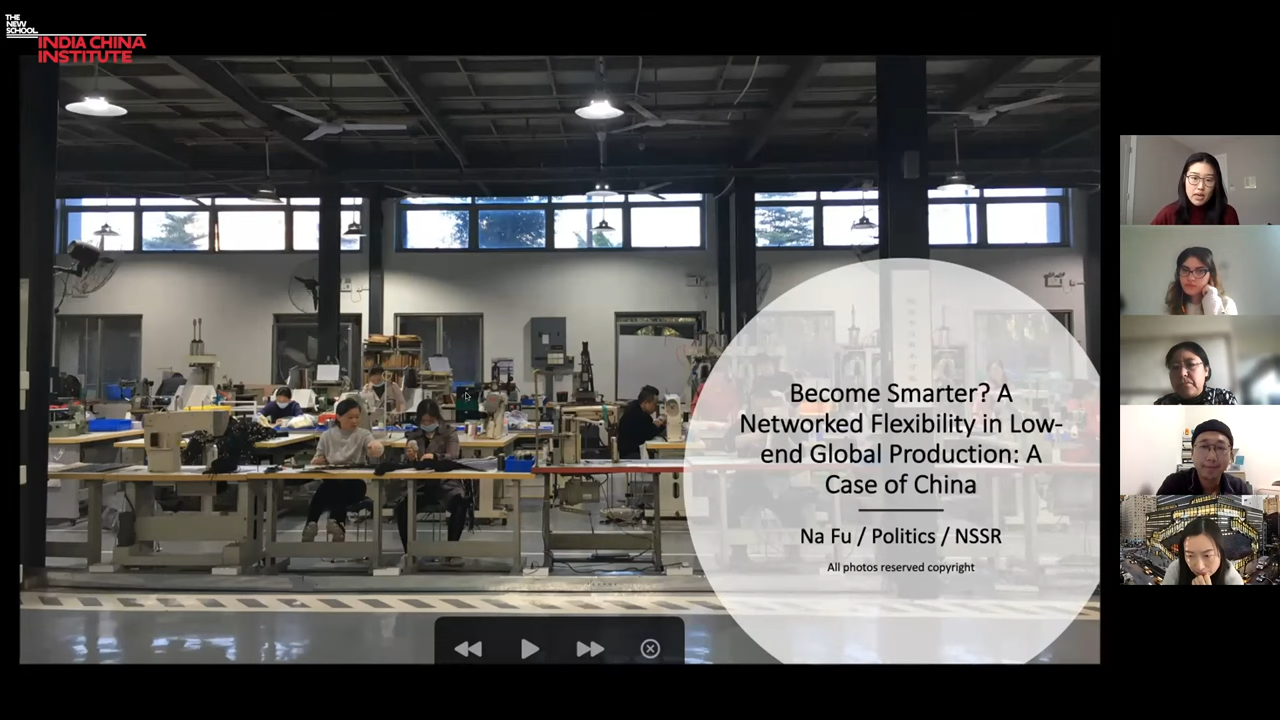 THE
NEW
SCHOOL
INDIA CHINA
INSTITUTE
Become Smarter? A
Networked Flexibility in Low-
end Global Production: A
Case of China
Na Fu / Politics / NSSR
All photos reserved copyright